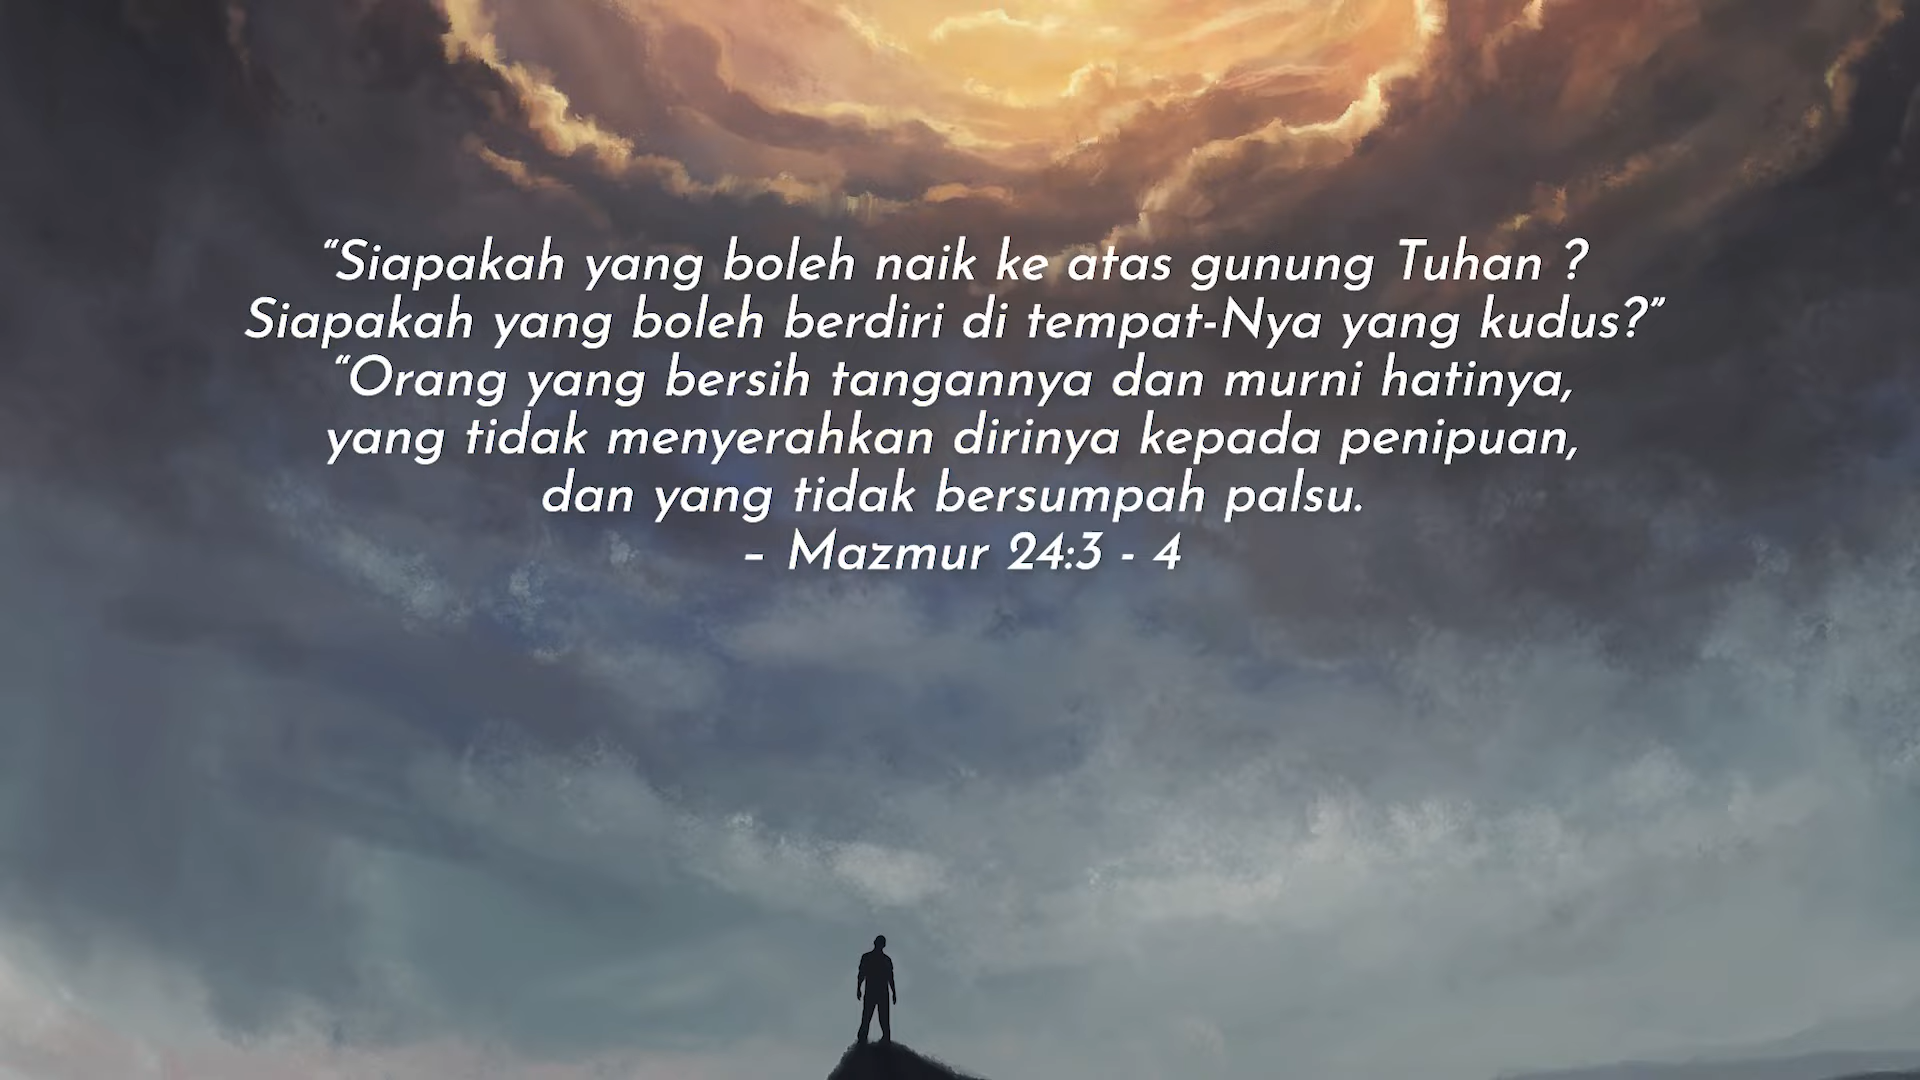 “Siapakah yang boleh naik ke atas gunung Tuhan ?
Siapakah yang boleh berdiri di tempat-Nya yang kudus?”
“Orang yang bersih tangannya dan murni hatinya,
yang tidak menyerahkan dirinya kepada penipuan,
dan yang tidak bersumpah palsu.
– Mazmur 24:3 - 4